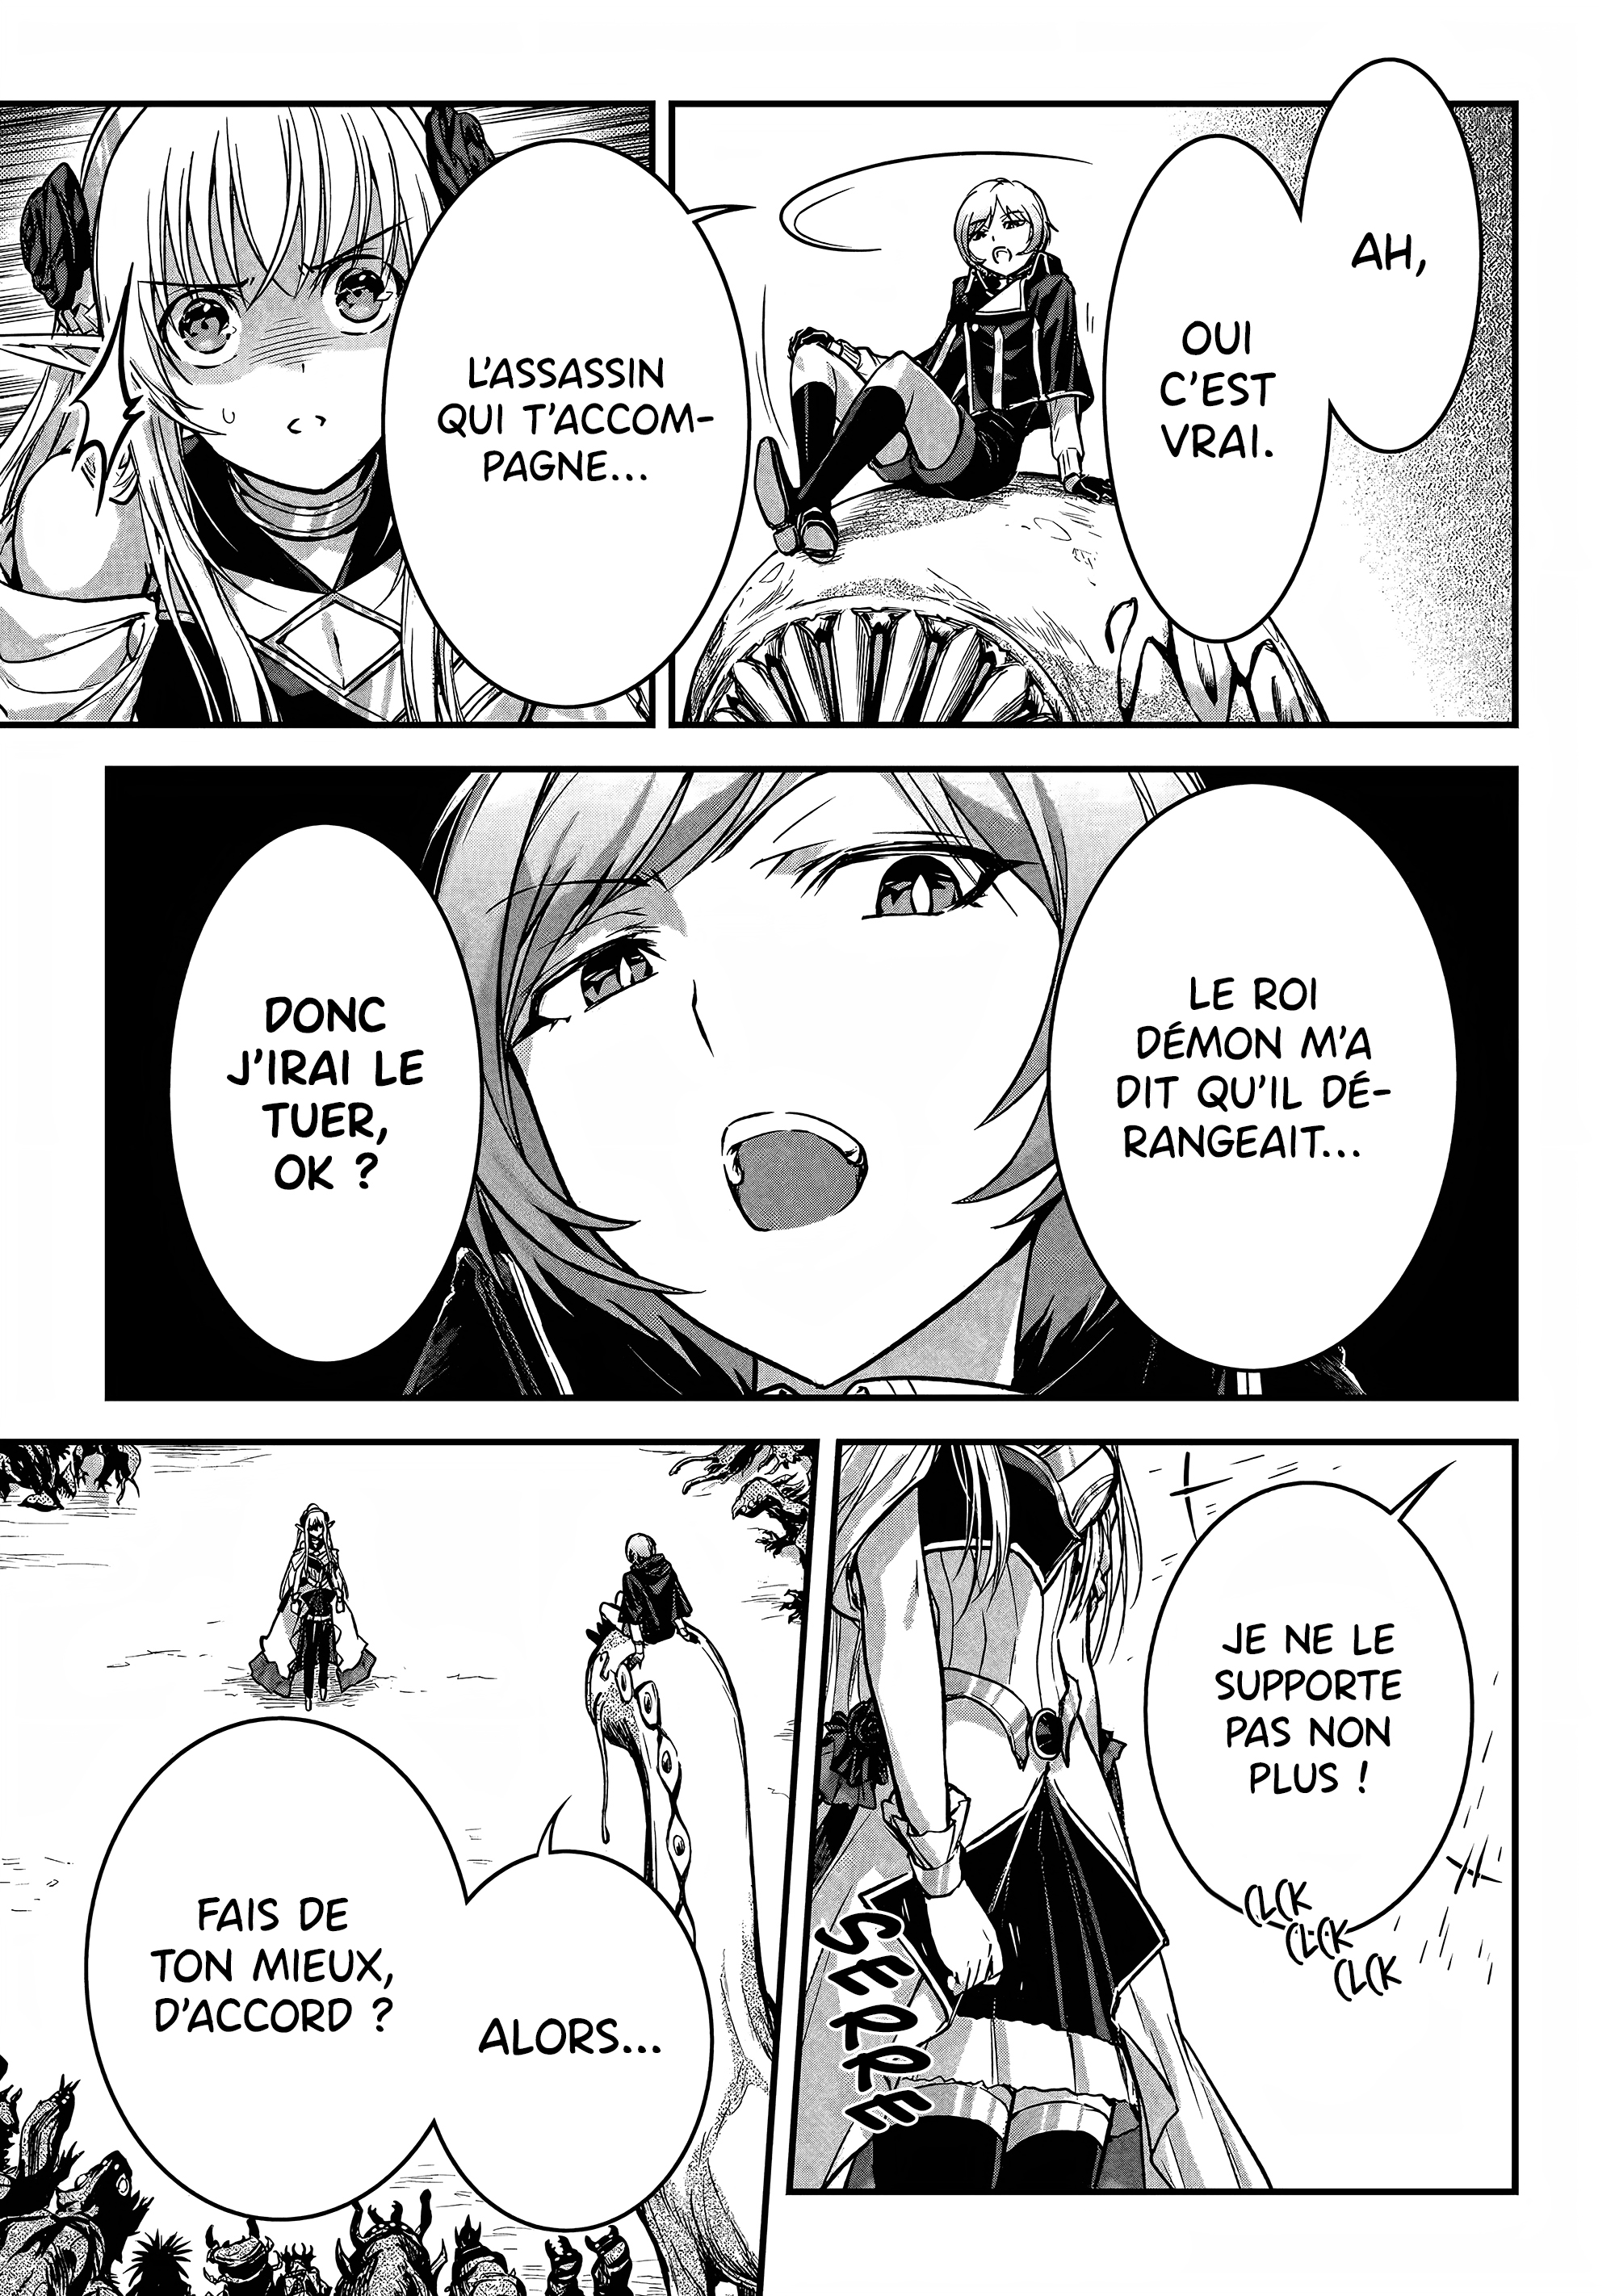 AH,
OUI
C'EST
VRAI.
L'ASSASSIN
QUI T'ACCOM-
PAGNE...
LE ROI
DÉMON M'A
DIT QU'IL DÉ-
RANGEAIT...
DONC
J'IRAI LE
TUER,
OK ?
JE NE LE
SUPPORTE
PAS NON
PLUS !
CLCK
CLCK
CLCK
SERRE
ALORS...
FAIS DE
TON MIEUX,
D'ACCORD ?